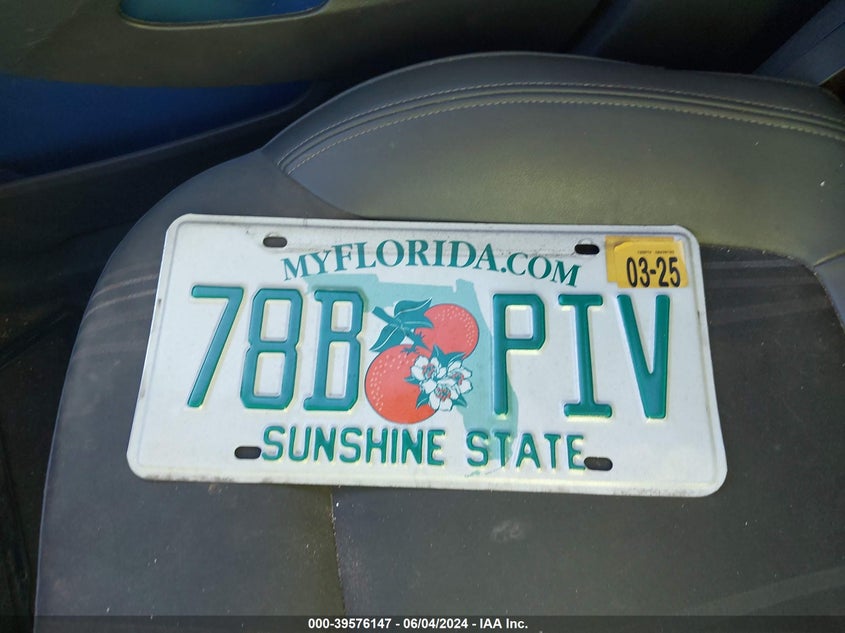 MYFLORIDA.COM
03-25
78B PIV
SUNSHINE STATE
000-39576147 - 06/04/2024 - IAA Inc.